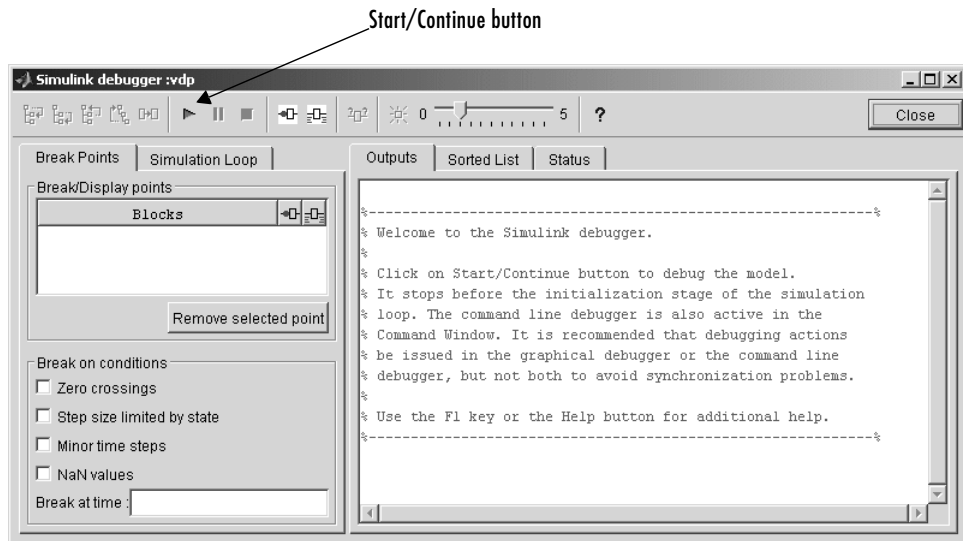 Start/Continue button
Simulink debugger :vdp
0 5 ? Close
Break Points Simulation Loop Outputs Sorted List Status
Break/Display points
Blocks
Remove selected point
Break on conditions
Zero crossings
Step size limited by state
Minor time steps
NaN values
Break at time :
%-------------------------------------------------------------%
% Welcome to the Simulink debugger.
%
% Click on Start/Continue button to debug the model.
% It stops before the initialization stage of the simulation
% loop. The command line debugger is also active in the
% Command Window. It is recommended that debugging actions
% be issued in the graphical debugger or the command line
% debugger, but not both to avoid synchronization problems.
%
% Use the F1 key or the Help button for additional help.
%-------------------------------------------------------------%